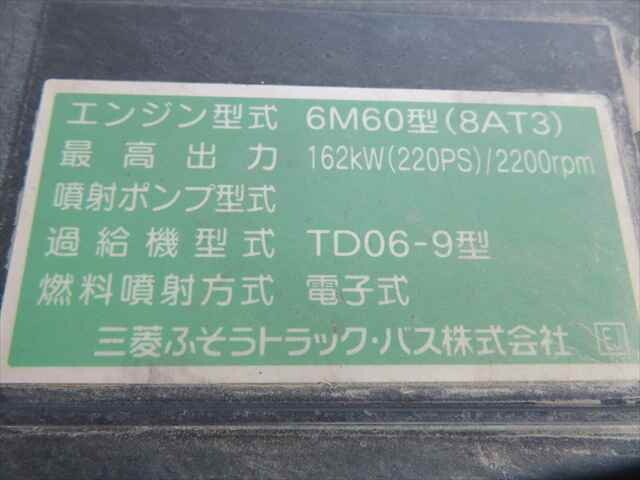 エンジン型式 6M60型(8AT3)
最高出力 162kW(220PS)/2200rpm
噴射ポンプ型式
過給機型式 TD06-9型
燃料噴射方式 電子式
三菱ふそうトラック・バス株式会社 EJ